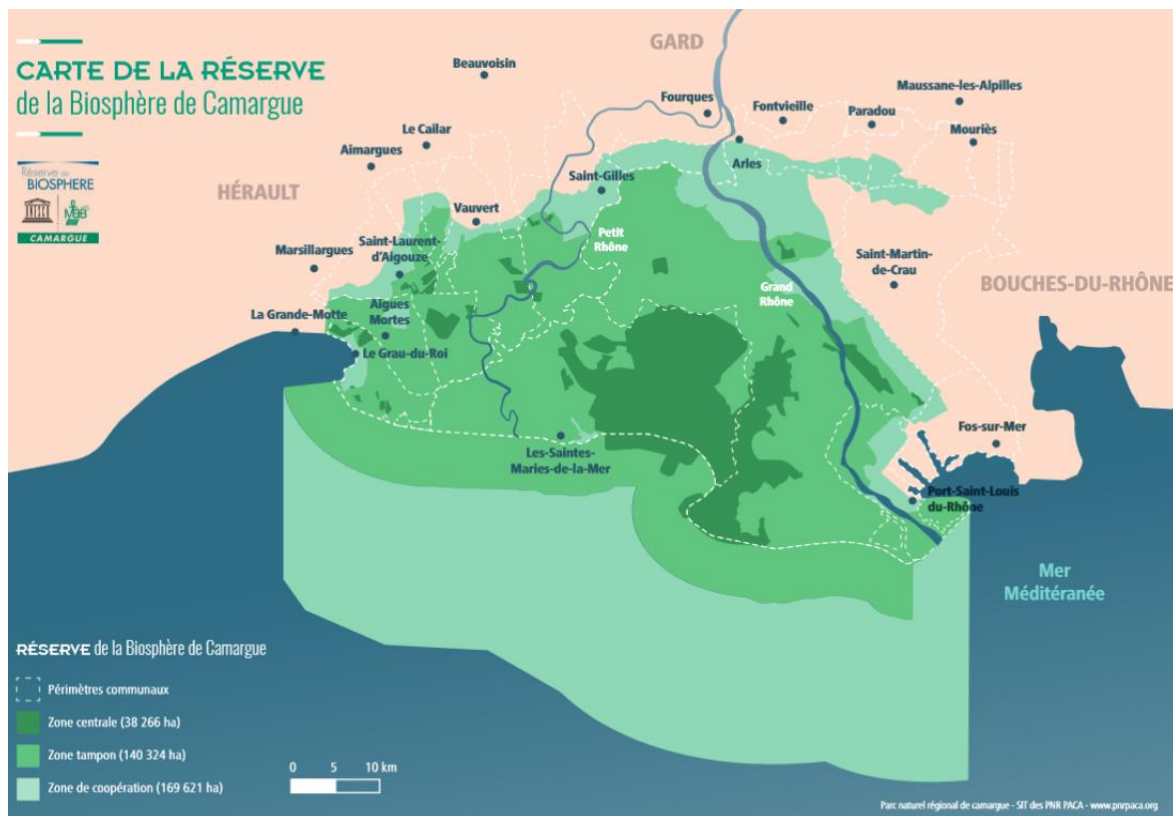 CARTE DE LA RÉSERVE
de la Biosphère de Camargue
Réserve de
BIOSPHERE
MAB
CAMARGUE
GARD
HÉRAULT
BOUCHES-DU-RHÔNE
Beauvoisin
Le Cailar
Aimargues
Fourques
Fontvieille
Maussane-les-Alpilles
Paradou
Mouriès
Arles
Saint-Gilles
Vauvert
Petit
Rhône
Saint-Laurent-
d'Aigouze
Marsillargues
Saint-Martin-
de-Crau
Grand
Rhône
La Grande-Motte
Aigues
Mortes
Le Grau-du-Roi
Les-Saintes-
Maries-de-la-Mer
Fos-sur-Mer
Port-Saint-Louis
du-Rhône
Mer
Méditéranée
RÉSERVE de la Biosphère de Camargue
Périmètres communaux
Zone centrale (38 266 ha)
Zone tampon (140 324 ha)
Zone de coopération (169 621 ha)
0 5 10 km
Parc naturel régional de camargue - SIT des PNR PACA - www.pnrpaca.org